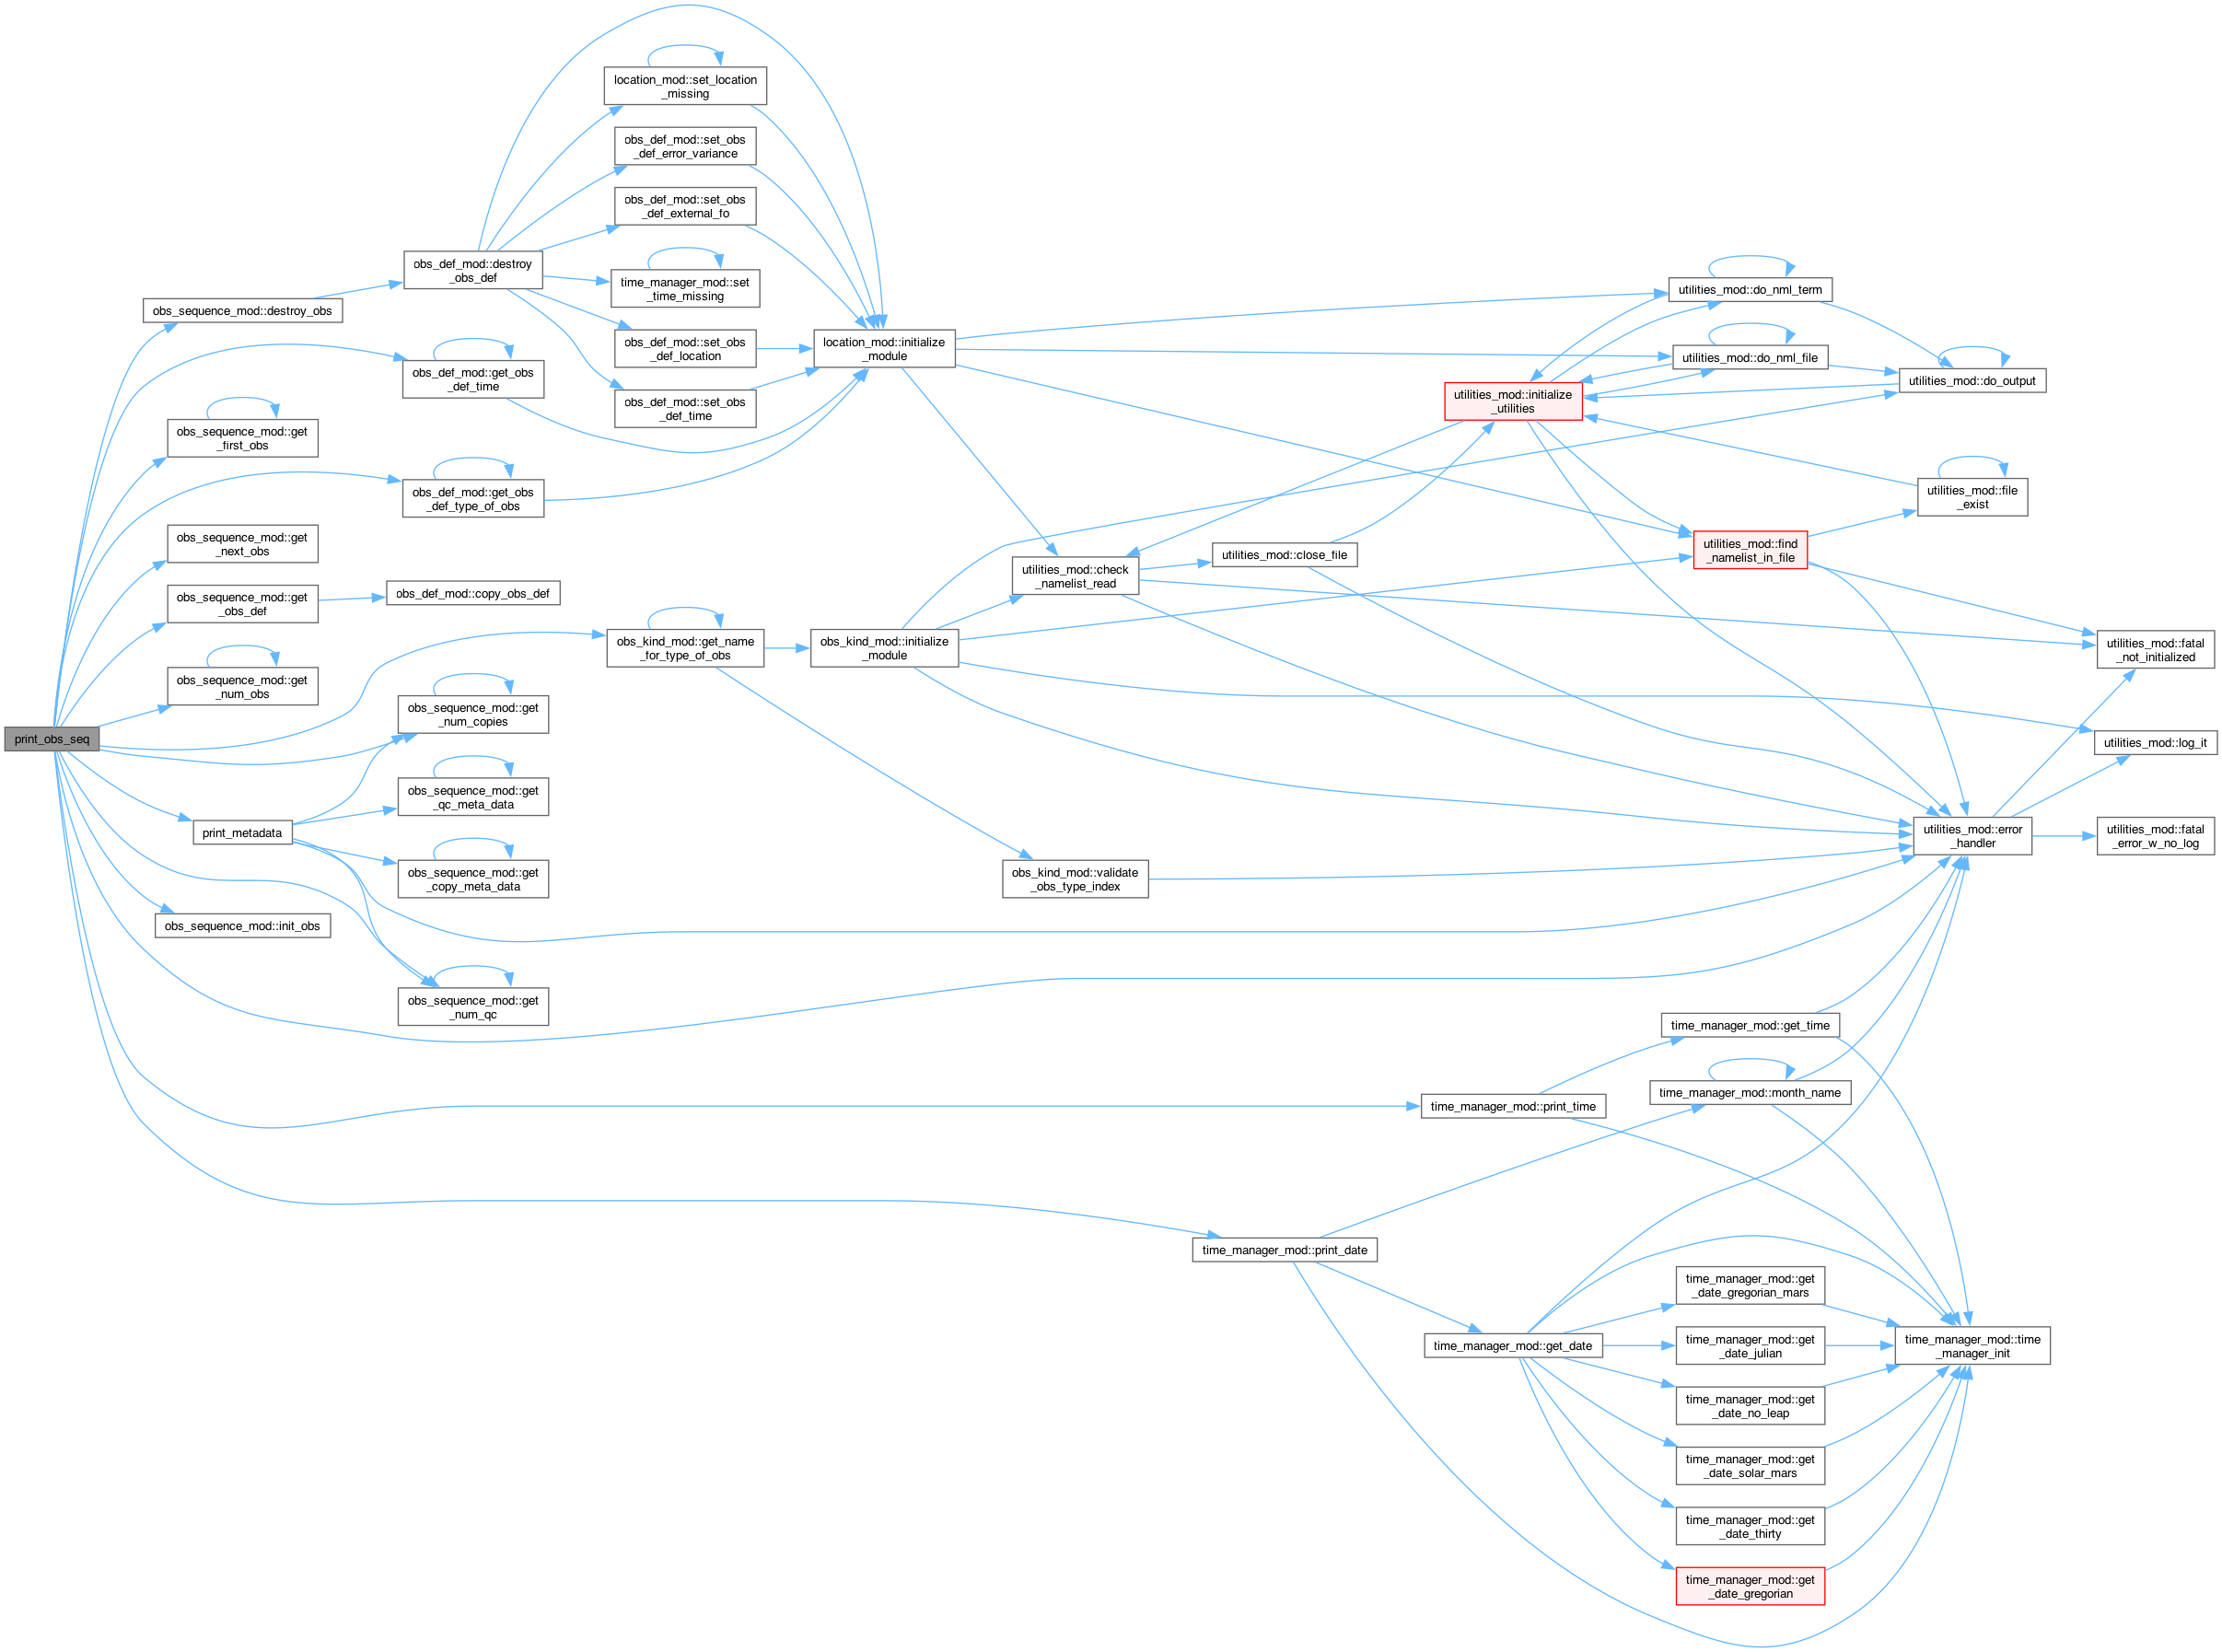 print_obs_seq
obs_sequence_mod::destroy_obs
obs_def_mod::destroy
_obs_def
location_mod::set_location
_missing
obs_def_mod::set_obs
_def_error_variance
obs_def_mod::set_obs
_def_external_fo
time_manager_mod::set
_time_missing
obs_def_mod::set_obs
_def_location
obs_def_mod::set_obs
_def_time
location_mod::initialize
_module
obs_def_mod::get_obs
_def_time
obs_sequence_mod::get
_first_obs
obs_def_mod::get_obs
_def_type_of_obs
obs_sequence_mod::get
_next_obs
obs_sequence_mod::get
_obs_def
obs_def_mod::copy_obs_def
obs_sequence_mod::get
_num_obs
obs_kind_mod::get_name
_for_type_of_obs
obs_kind_mod::initialize
_module
obs_sequence_mod::get
_num_copies
obs_sequence_mod::get
_qc_meta_data
print_metadata
obs_sequence_mod::get
_copy_meta_data
obs_sequence_mod::init_obs
obs_sequence_mod::get
_num_qc
obs_kind_mod::validate
_obs_type_index
utilities_mod::check
_namelist_read
utilities_mod::close_file
utilities_mod::initialize
_utilities
utilities_mod::do_nml_term
utilities_mod::do_nml_file
utilities_mod::do_output
utilities_mod::file
_exist
utilities_mod::find
_namelist_in_file
utilities_mod::fatal
_not_initialized
utilities_mod::log_it
utilities_mod::error
_handler
utilities_mod::fatal
_error_w_no_log
time_manager_mod::get_time
time_manager_mod::month_name
time_manager_mod::print_time
time_manager_mod::print_date
time_manager_mod::get_date
time_manager_mod::get
_date_gregorian_mars
time_manager_mod::get
_date_julian
time_manager_mod::get
_date_no_leap
time_manager_mod::get
_date_solar_mars
time_manager_mod::get
_date_thirty
time_manager_mod::get
_date_gregorian
time_manager_mod::time
_manager_init